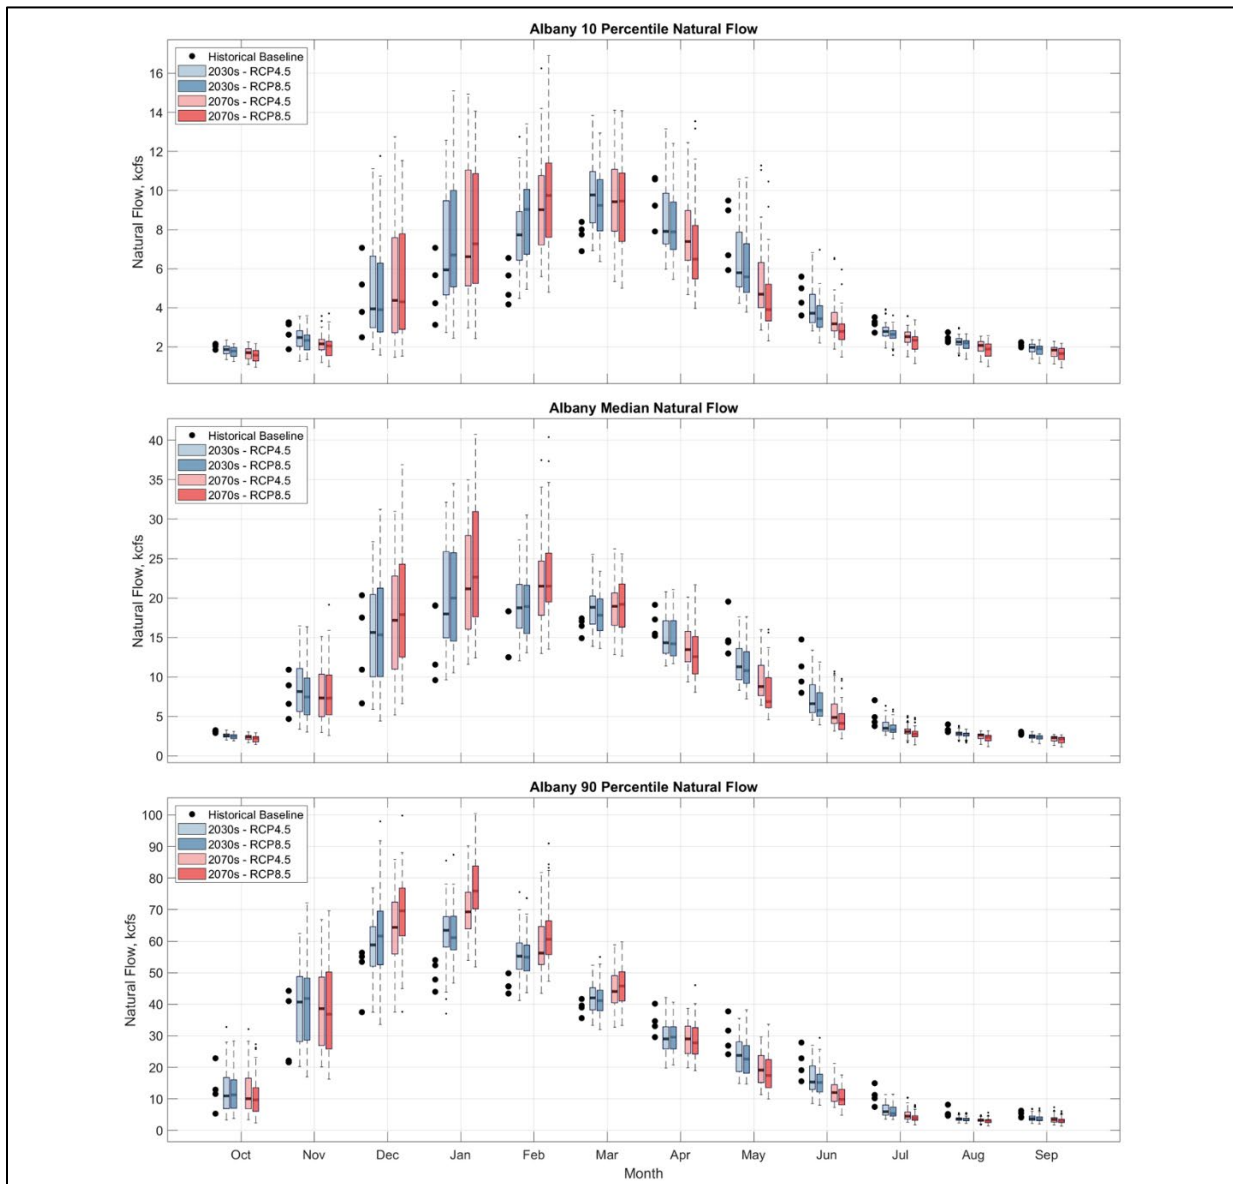 Albany 10 Percentile Natural Flow
Historical Baseline
2030s - RCP4.5
2030s - RCP8.5
2070s - RCP4.5
2070s - RCP8.5
16
14
12
10
8
6
4
2
Natural Flow, kcfs
Albany Median Natural Flow
Historical Baseline
2030s - RCP4.5
2030s - RCP8.5
2070s - RCP4.5
2070s - RCP8.5
40
35
30
25
20
15
10
5
0
Natural Flow, kcfs
Albany 90 Percentile Natural Flow
Historical Baseline
2030s - RCP4.5
2030s - RCP8.5
2070s - RCP4.5
2070s - RCP8.5
100
90
80
70
60
50
40
30
20
10
0
Natural Flow, kcfs
Oct Nov Dec Jan Feb Mar Apr May Jun Jul Aug Sep
Month